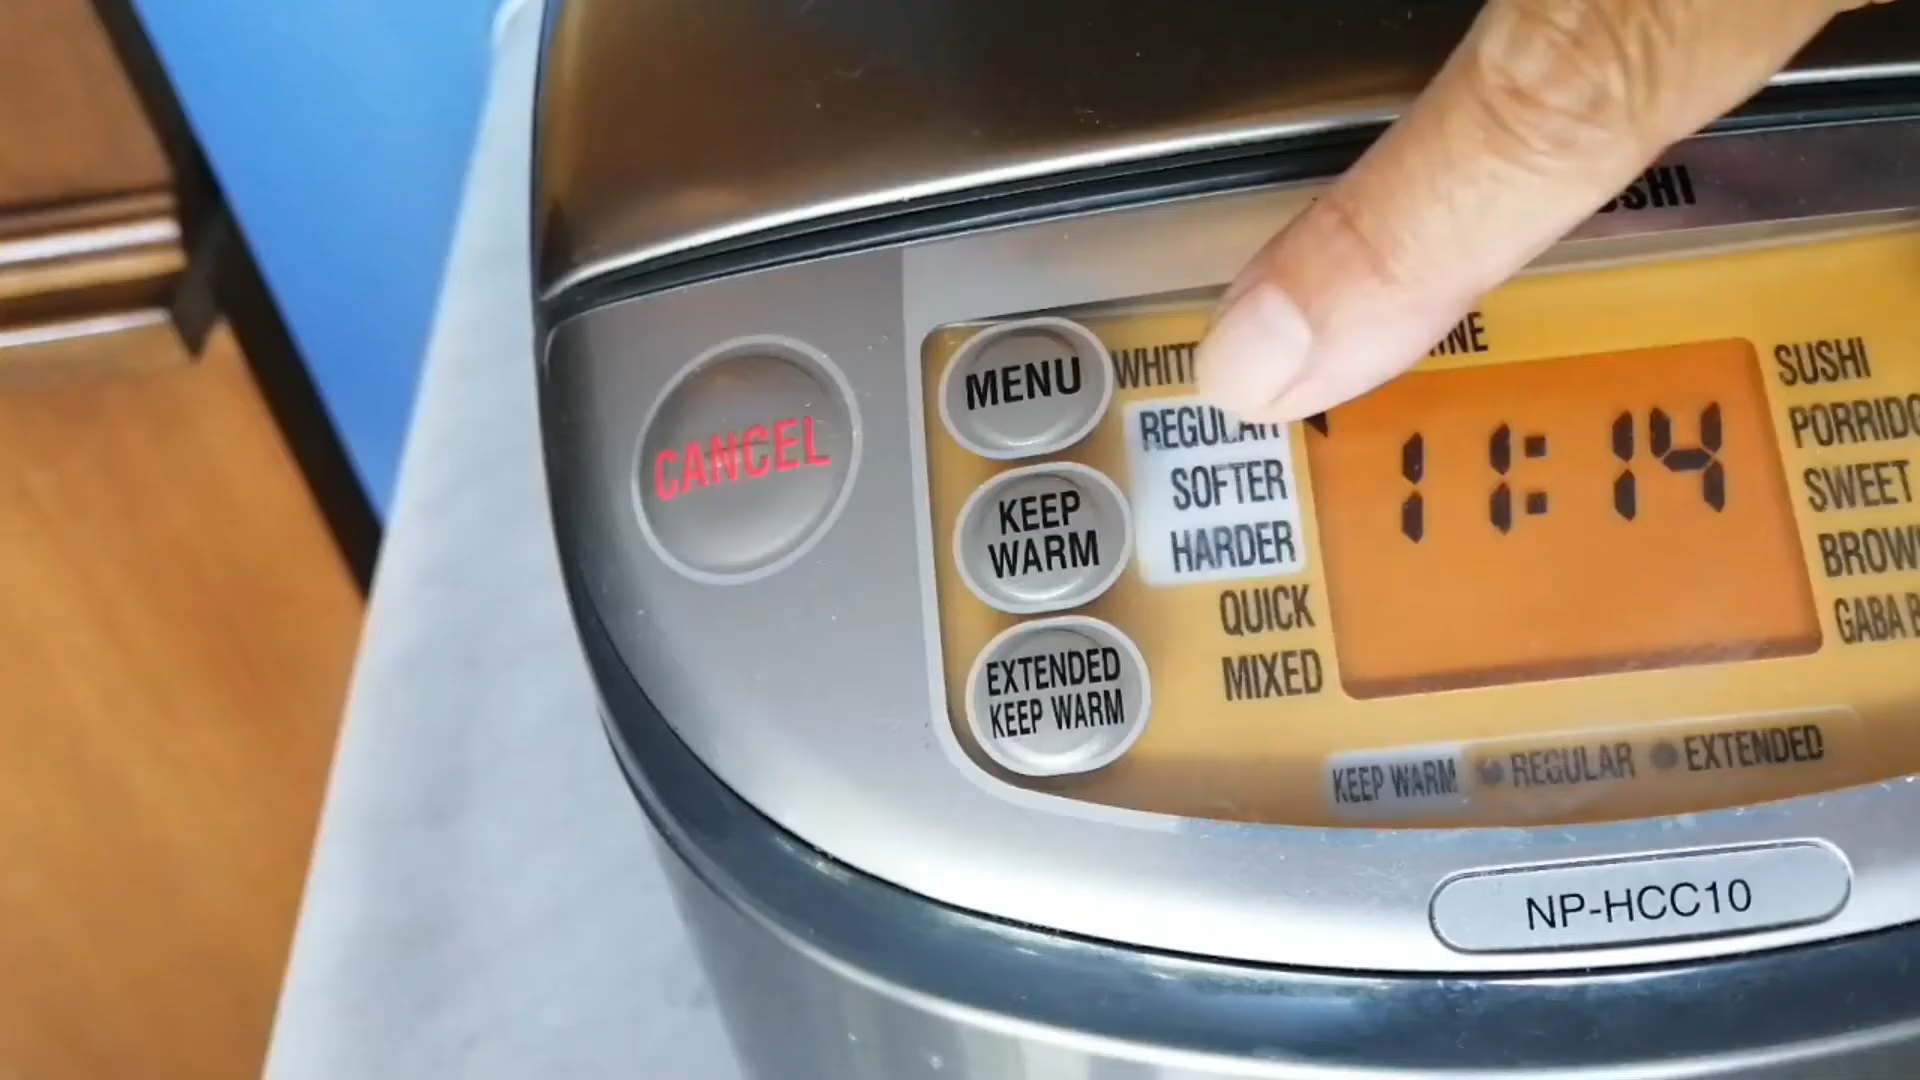 CANCEL
MENU
KEEP
WARM
EXTENDED
KEEP WARM
REGULAR
SOFTER
HARDER
QUICK
MIXED
11:14
SUSHI
SWEET
KEEP WARM REGULAR EXTENDED
NP-HCC10